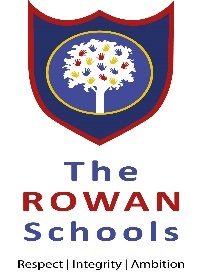 The
ROWAN
Schools
Respect | Integrity | Ambition